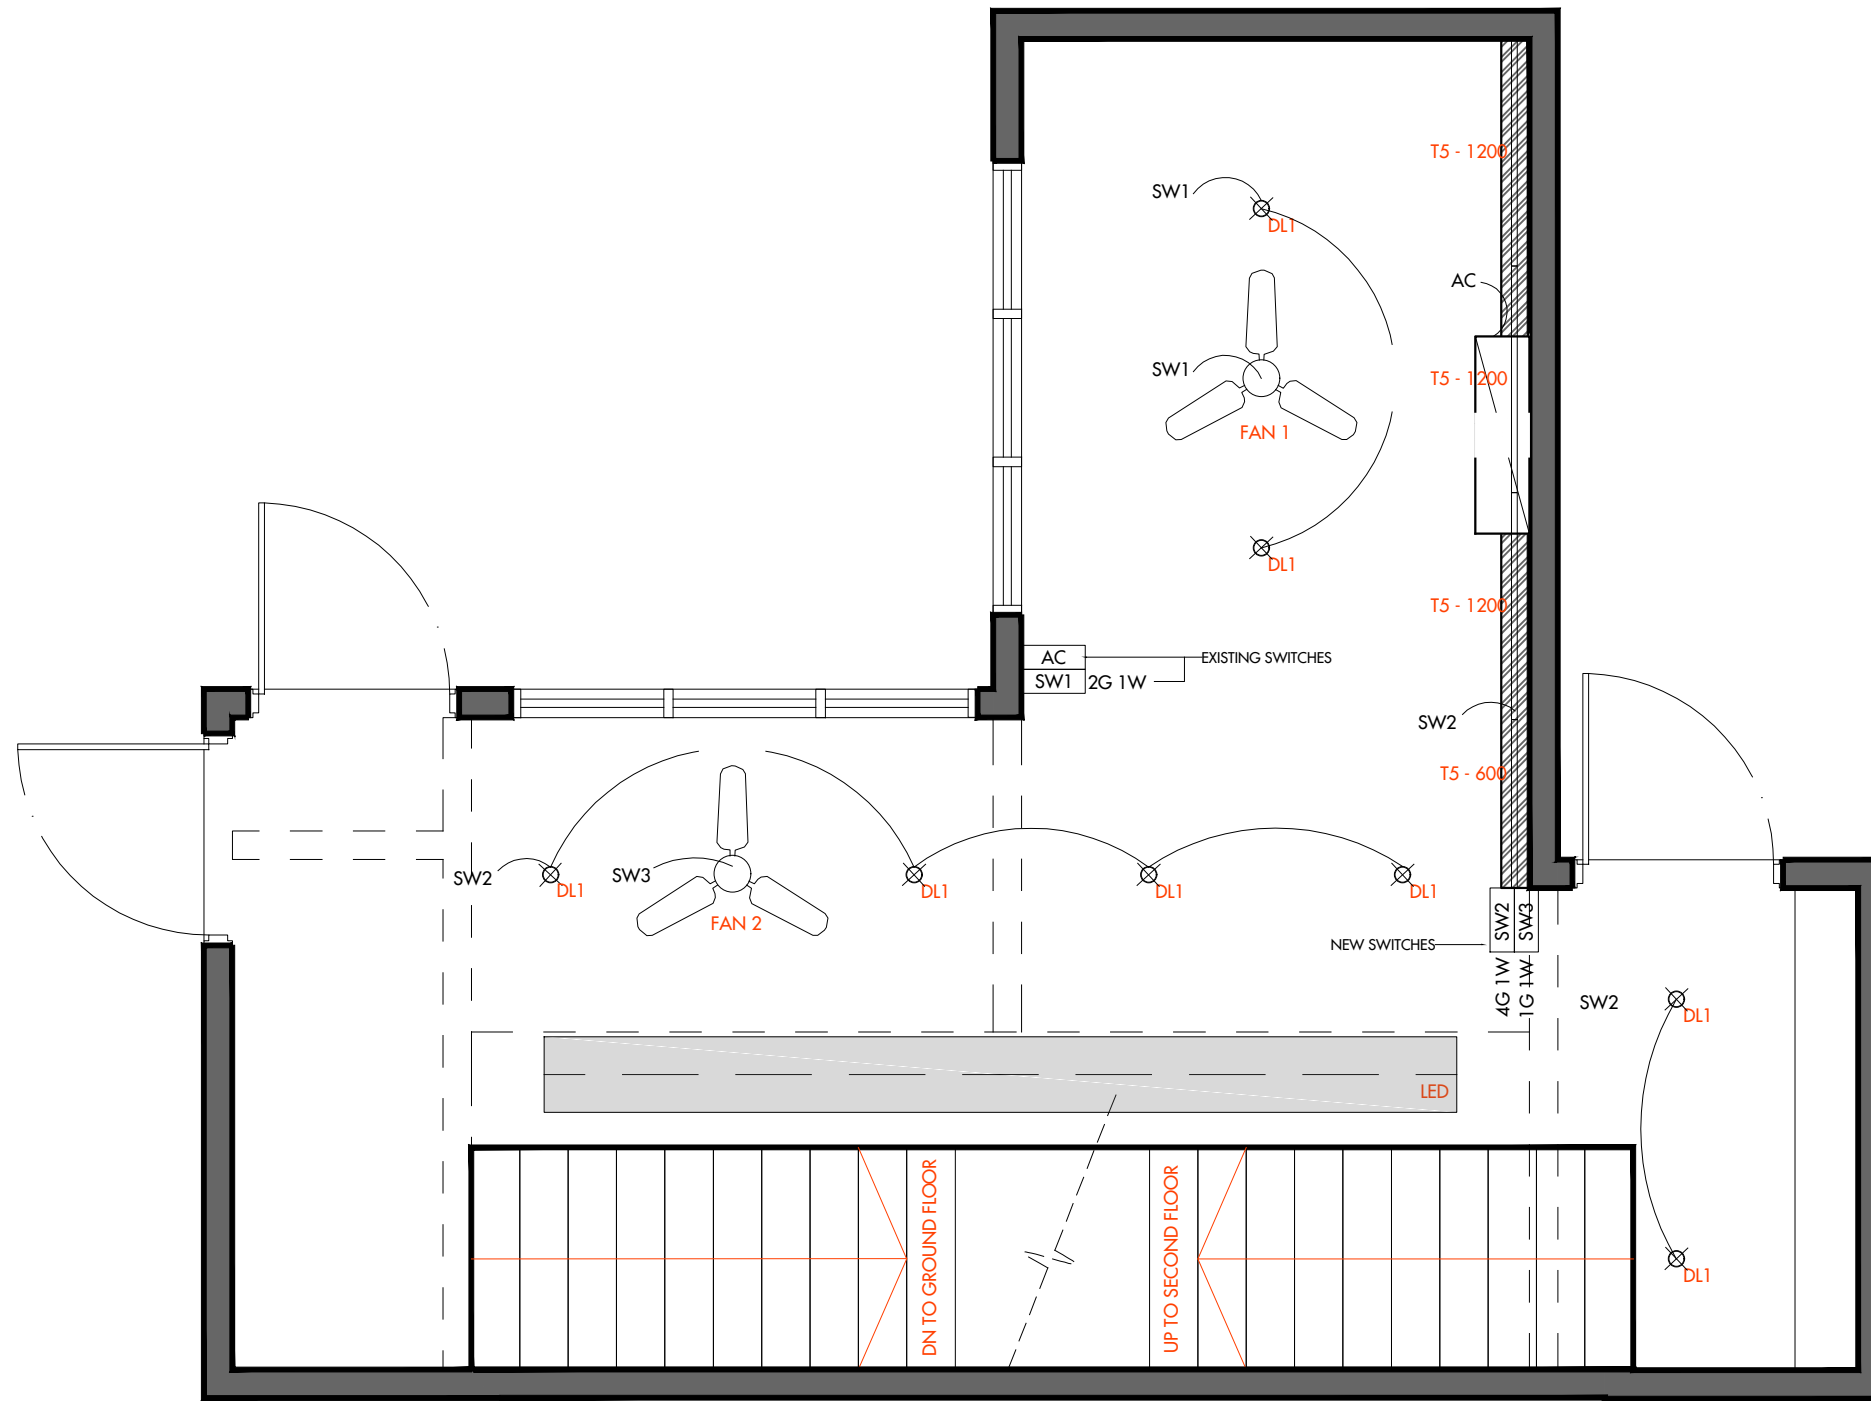 T5 - 1200
SW1
DL1
AC
SW1
T5 - 1200
FAN 1
DL1
T5 - 1200
AC
EXISTING SWITCHES
SW1
2G 1W
SW2
T5 - 600
SW2
DL1
SW3
FAN 2
DL1
DL1
DL1
SW2
SW3
NEW SWITCHES
4G 1W
1G 1W
SW2
DL1
LED
DN TO GROUND FLOOR
UP TO SECOND FLOOR
DL1